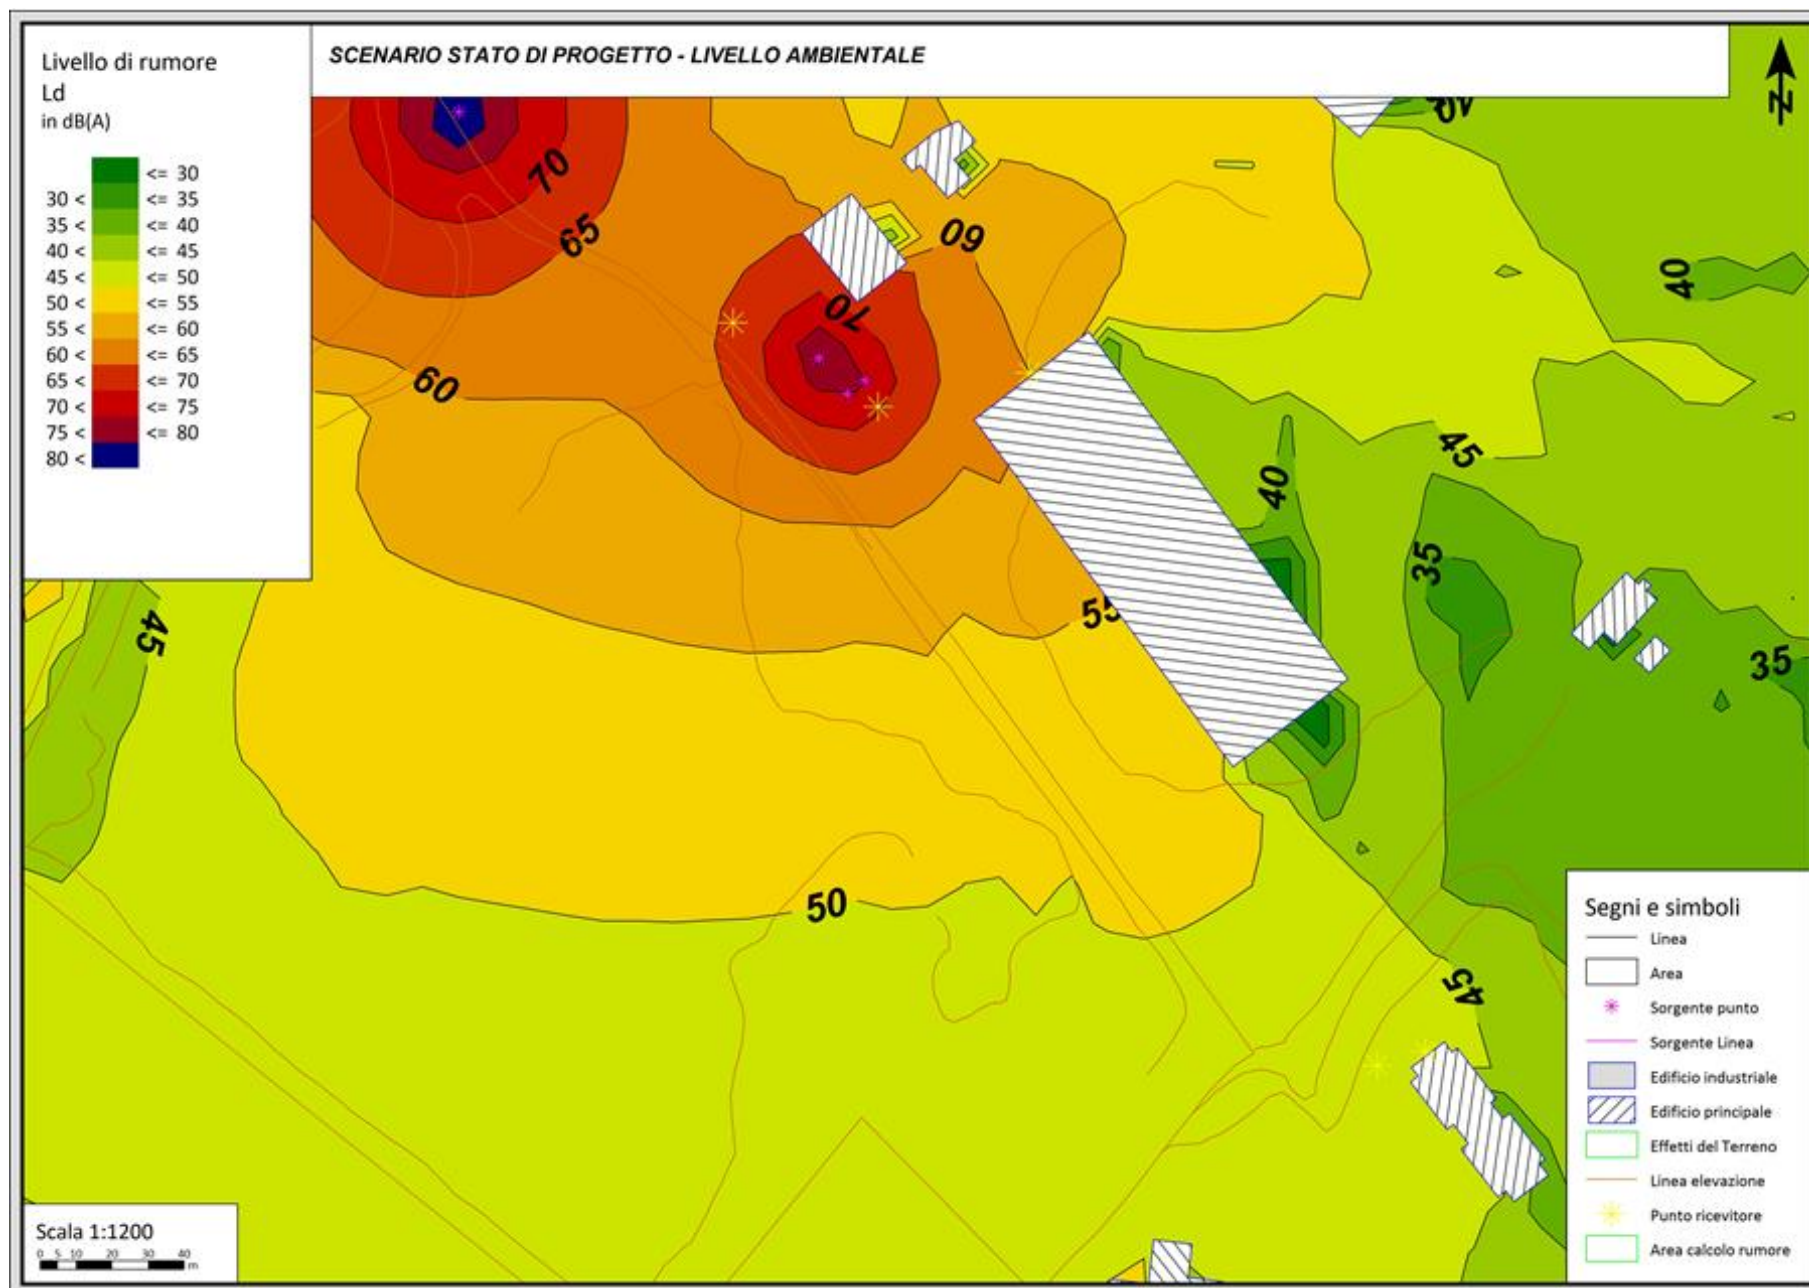 SCENARIO STATO DI PROGETTO - LIVELLO AMBIENTALE
Livello di rumore
Ld
in dB(A)
<= 30
30 < <= 35
35 < <= 40
40 < <= 45
45 < <= 50
50 < <= 55
55 < <= 60
60 < <= 65
65 < <= 70
70 < <= 75
75 < <= 80
80 <
N
40
70
65
60
40
70
60
45
40
35
55
45
35
50
45
Segni e simboli
Linea
Area
Sorgente punto
Sorgente Linea
Edificio industriale
Edificio principale
Effetti del Terreno
Linea elevazione
Punto ricevitore
Area calcolo rumore
Scala 1:1200
0 5 10 20 30 40
m